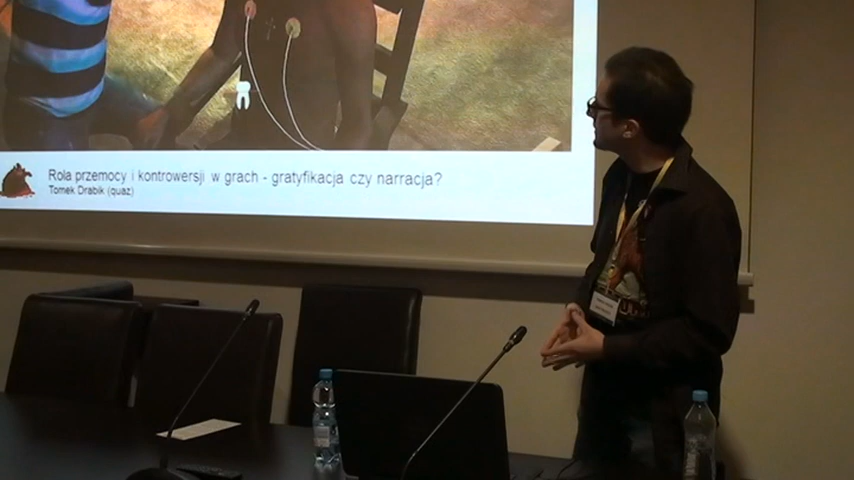 Rola przemocy i kontrowersji w grach - gratyfikacja czy narracja?
Tomek Drabik (quaz)